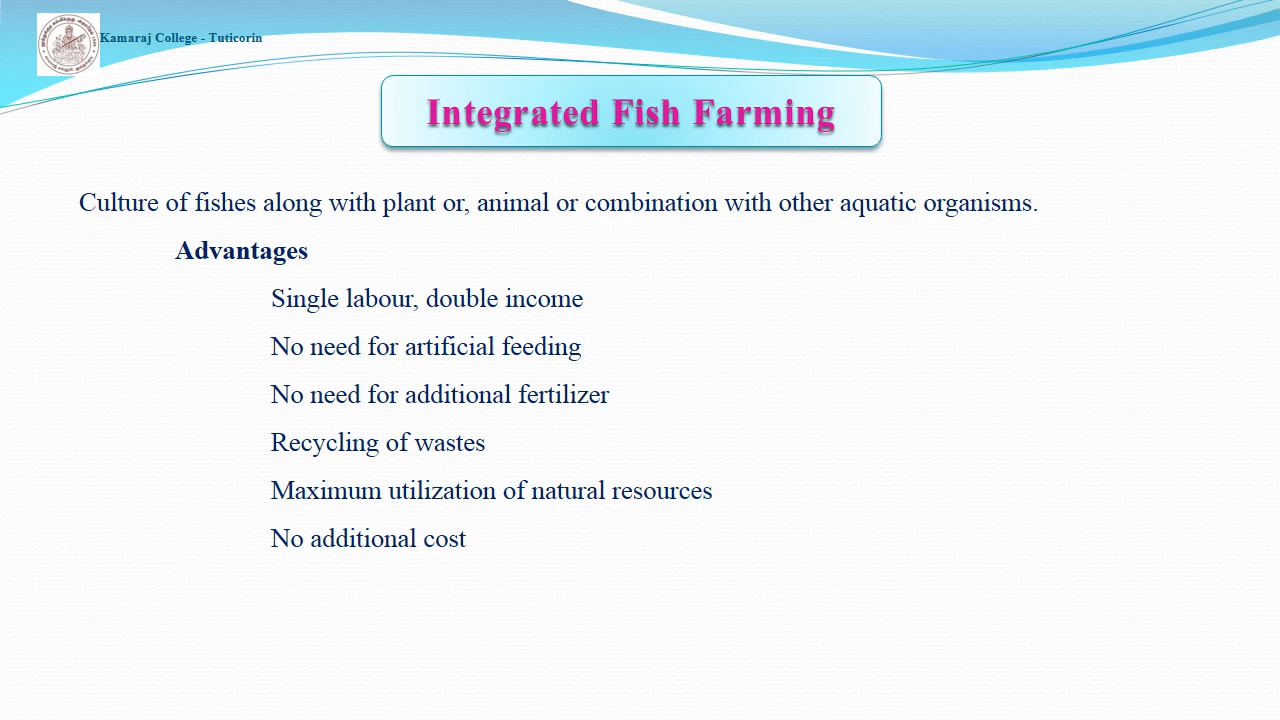 Kamaraj College - Tuticorin
Integrated Fish Farming
Culture of fishes along with plant or, animal or combination with other aquatic organisms.
Advantages
Single labour, double income
No need for artificial feeding
No need for additional fertilizer
Recycling of wastes
Maximum utilization of natural resources
No additional cost